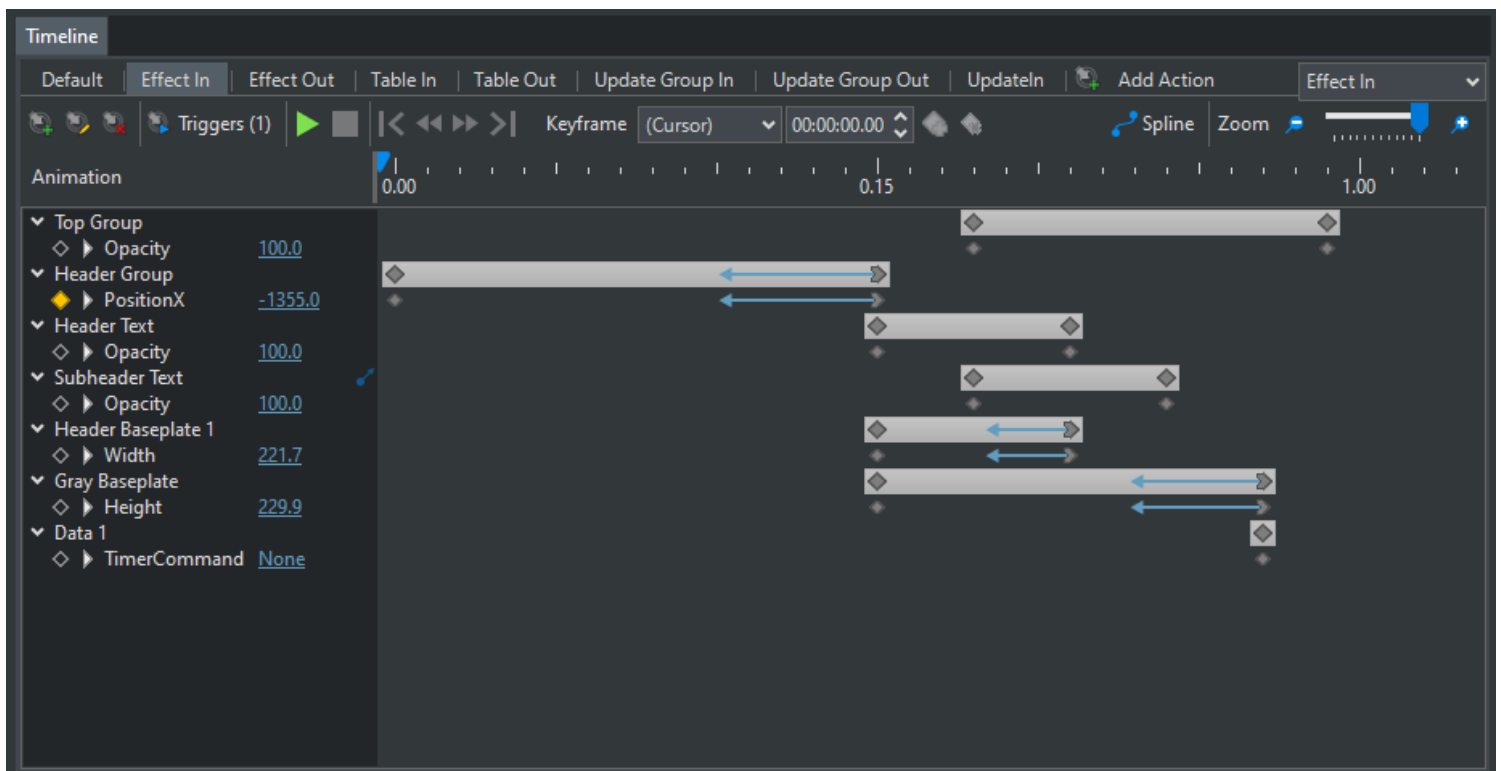 Timeline
Default Effect In Effect Out Table In Table Out Update Group In Update Group Out UpdateIn Add Action Effect In
Triggers (1) Keyframe (Cursor) 00:00:00.00 Spline Zoom
Animation 0.00 0.15 1.00
Top Group
Opacity 100.0
Header Group
PositionX -1355.0
Header Text
Opacity 100.0
Subheader Text
Opacity 100.0
Header Baseplate 1
Width 221.7
Gray Baseplate
Height 229.9
Data 1
TimerCommand None